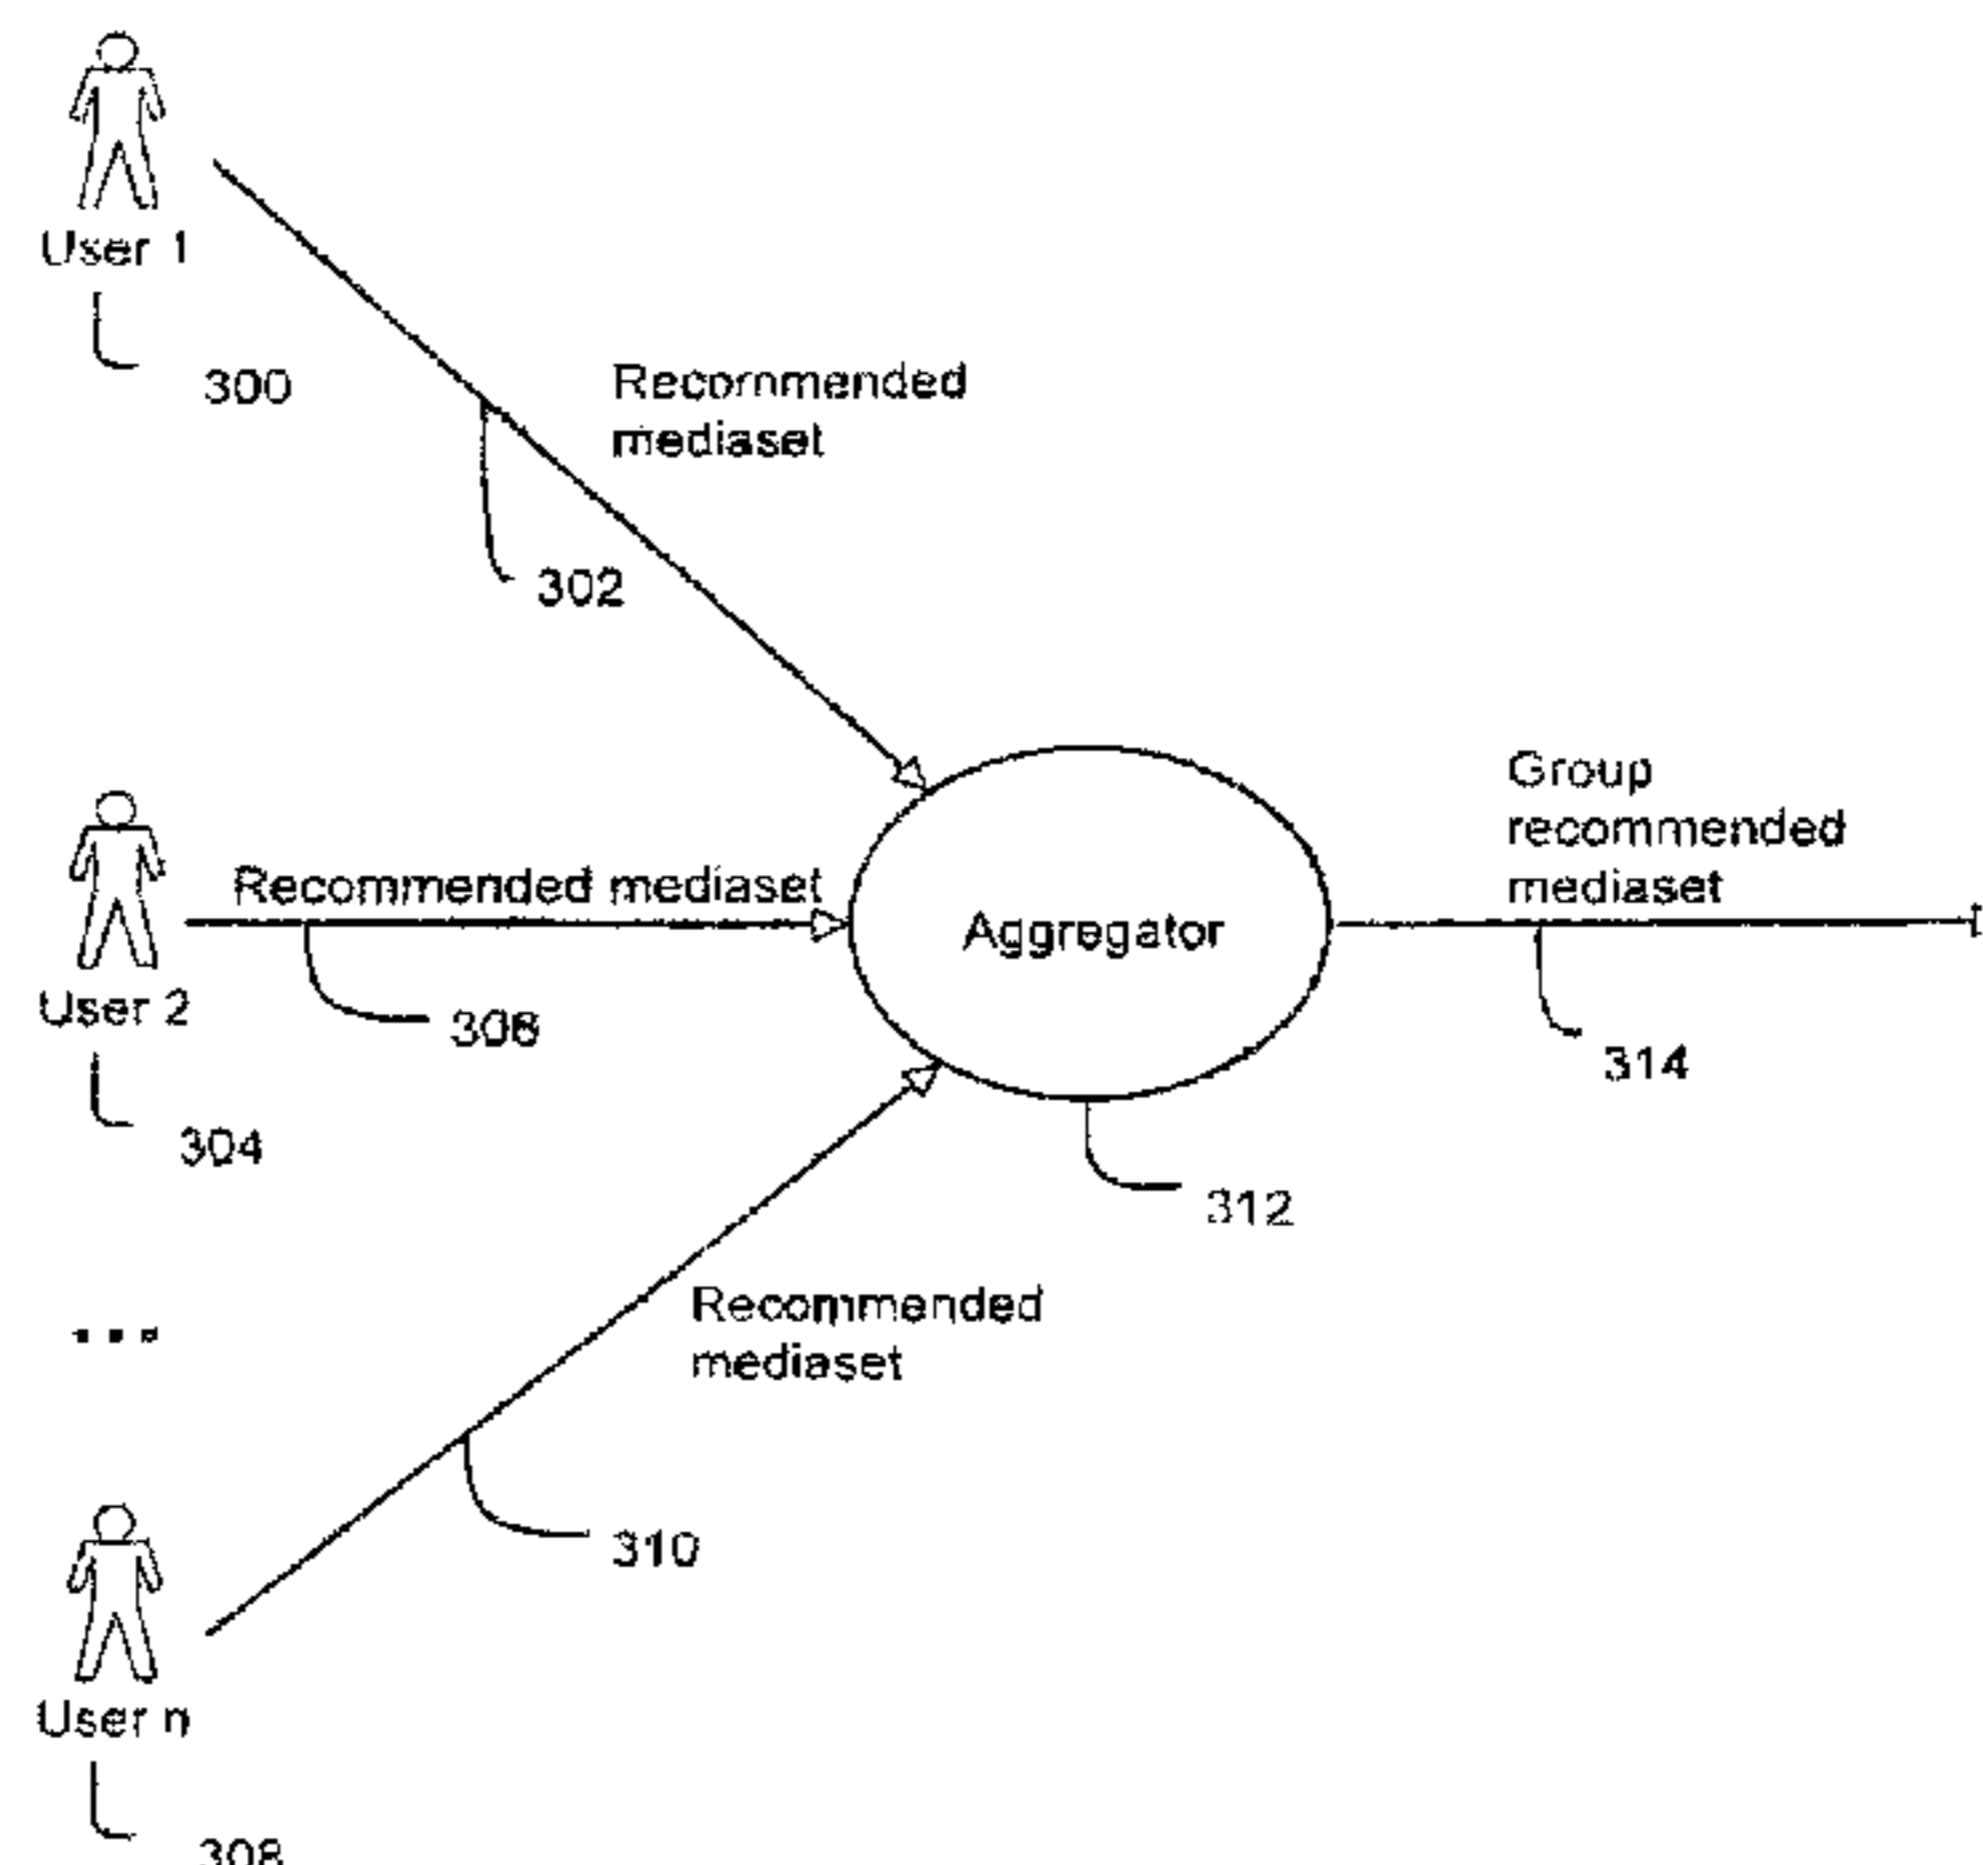 User 1
300
Recommended
mediaset
302
Group
recommended
mediaset
Recommended mediaset
Aggregator
User 2
306
314
304
312
Recommended
mediaset
...
310
User n
308